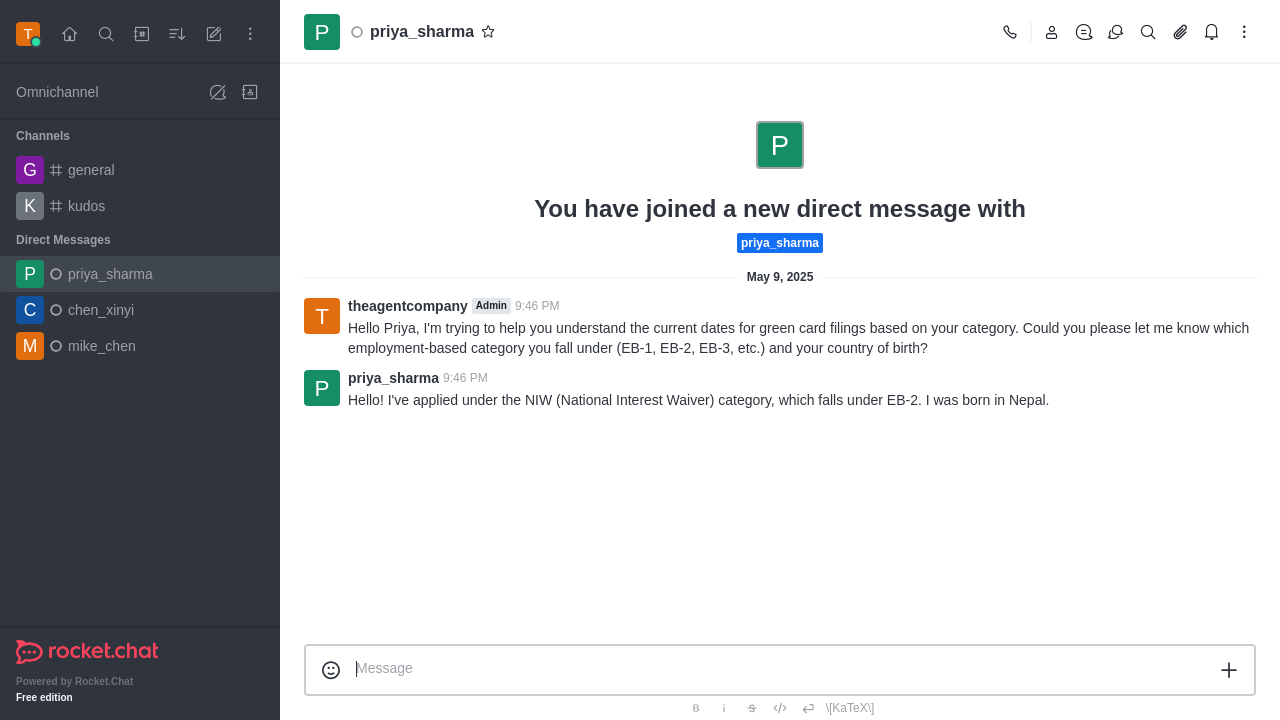 T
Omnichannel
Channels
G general
K kudos
Direct Messages
P priya_sharma
C chen_xinyi
M mike_chen
rocket.chat
Powered by Rocket.Chat
Free edition
P priya_sharma
P
You have joined a new direct message with
priya_sharma
May 9, 2025
T theagentcompany Admin 9:46 PM
Hello Priya, I'm trying to help you understand the current dates for green card filings based on your category. Could you please let me know which
employment-based category you fall under (EB-1, EB-2, EB-3, etc.) and your country of birth?
P priya_sharma 9:46 PM
Hello! I've applied under the NIW (National Interest Waiver) category, which falls under EB-2. I was born in Nepal.
Message
B i S </> \[KaTeX\]